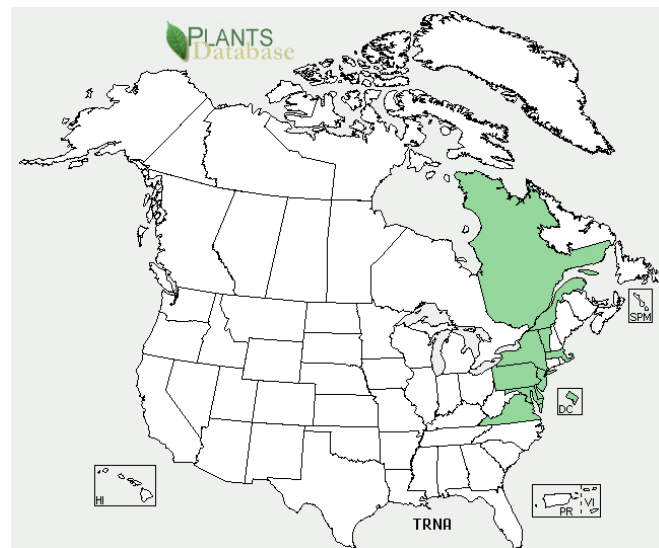 PLANTS
Database
SPM
DC
HI
PR
VI
TRNA